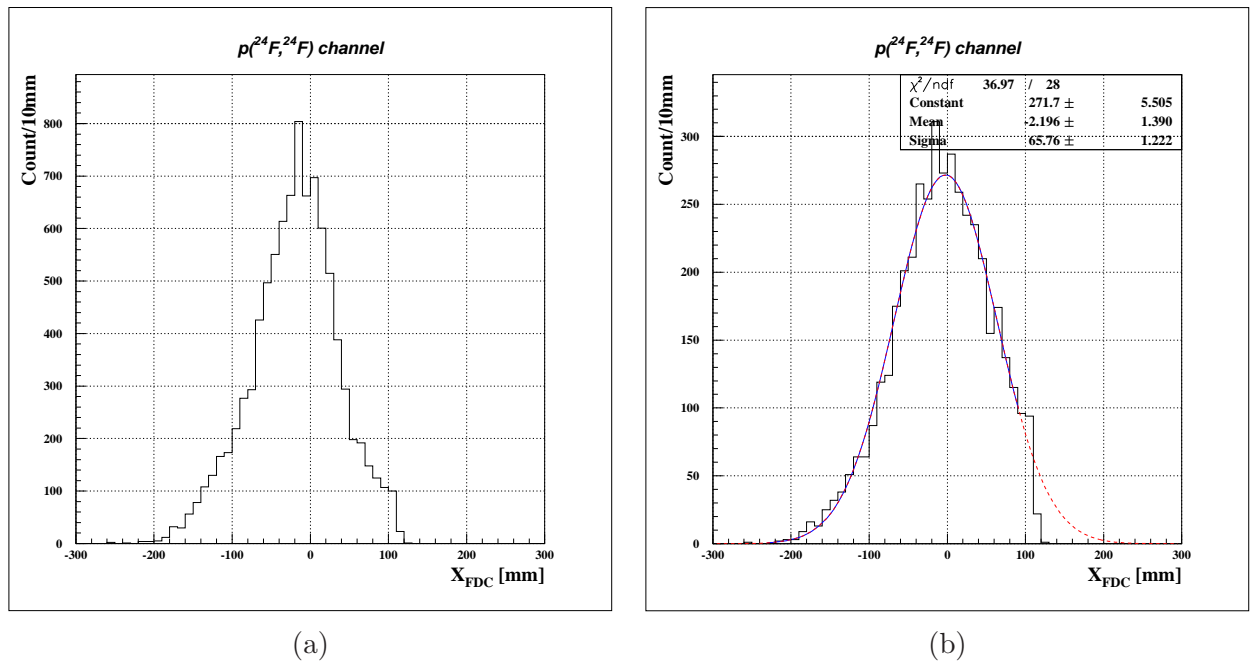 p(²⁴F,²⁴F) channel
Count/10mm
800
700
600
500
400
300
200
100
0
-300 -200 -100 0 100 200 300
X_FDC [mm]
(a)
p(²⁴F,²⁴F) channel
χ²/ndf 36.97 / 28
Constant 271.7 ± 5.505
Mean -2.196 ± 1.390
Sigma 65.76 ± 1.222
Count/10mm
300
250
200
150
100
50
0
-300 -200 -100 0 100 200 300
X_FDC [mm]
(b)